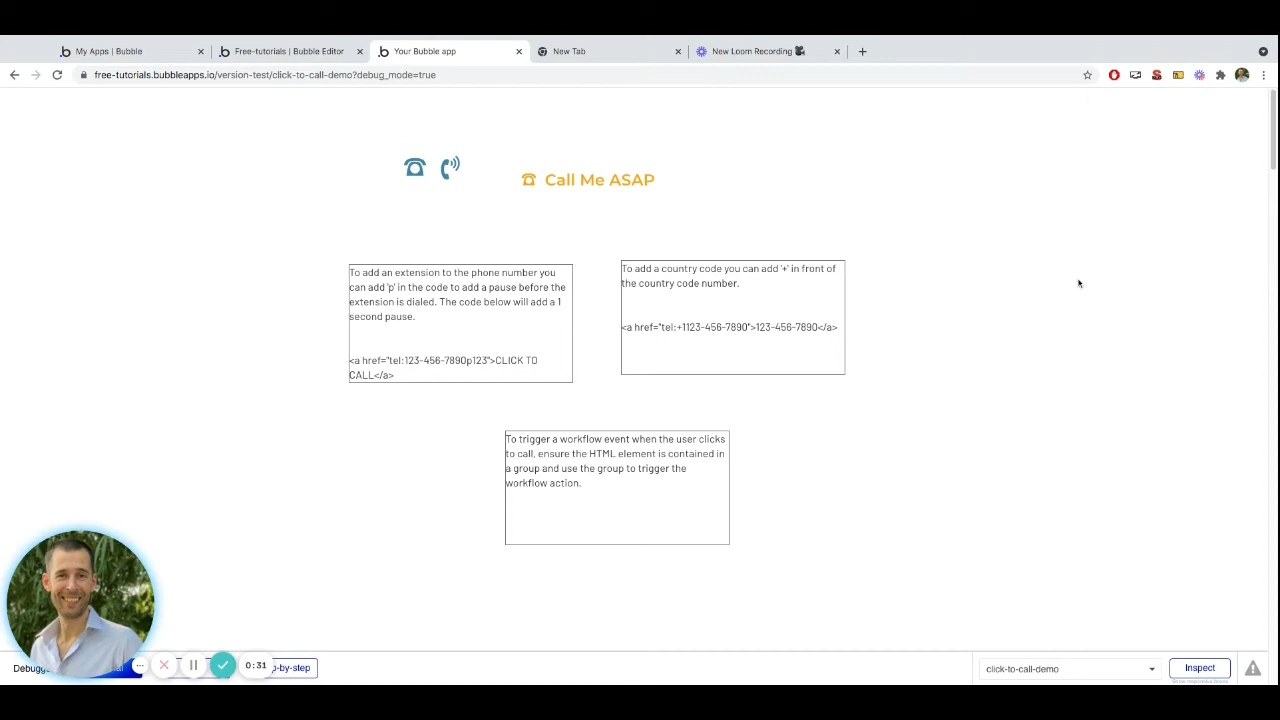 My Apps | Bubble
Free-tutorials | Bubble Editor
Your Bubble app
New Tab
New Loom Recording
free-tutorials.bubbleapps.io/version-test/click-to-call-demo?debug_mode=true
Call Me ASAP
To add an extension to the phone number you
can add 'p' in the code to add a pause before the
extension is dialed. The code below will add a 1
second pause.
<a href="tel:123-456-7890p123">CLICK TO
CALL</a>
To add a country code you can add '+' in front of
the country code number.
<a href="tel:+1123-456-7890">123-456-7890</a>
To trigger a workflow event when the user clicks
to call, ensure the HTML element is contained in
a group and use the group to trigger the
workflow action.
0:31
click-to-call-demo
Inspect